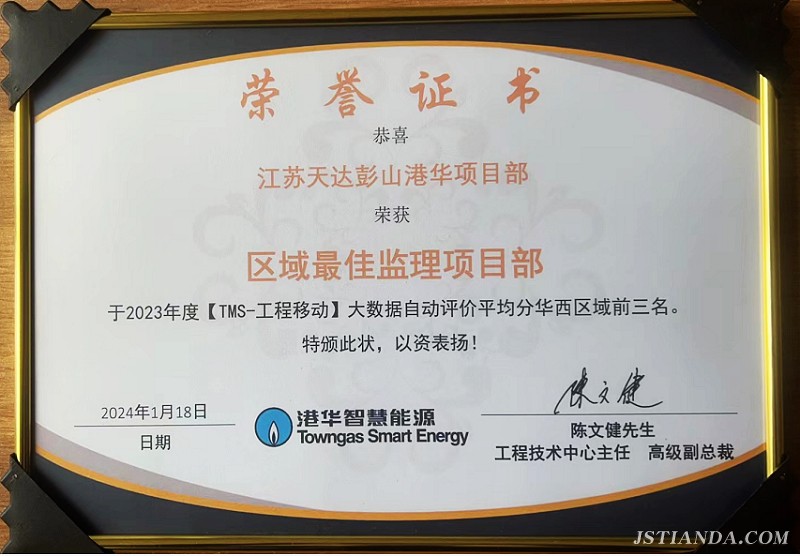 荣誉证书
恭喜
江苏天达彭山港华项目部
荣获
区域最佳监理项目部
于2023年度【TMS-工程移动】大数据自动评价平均分华西区域前三名。
特颁此状，以资表扬！
陈文健
2024年1月18日
日期
港华智慧能源
Towngas Smart Energy
陈文健先生
工程技术中心主任 高级副总裁
JSTIANDA.COM